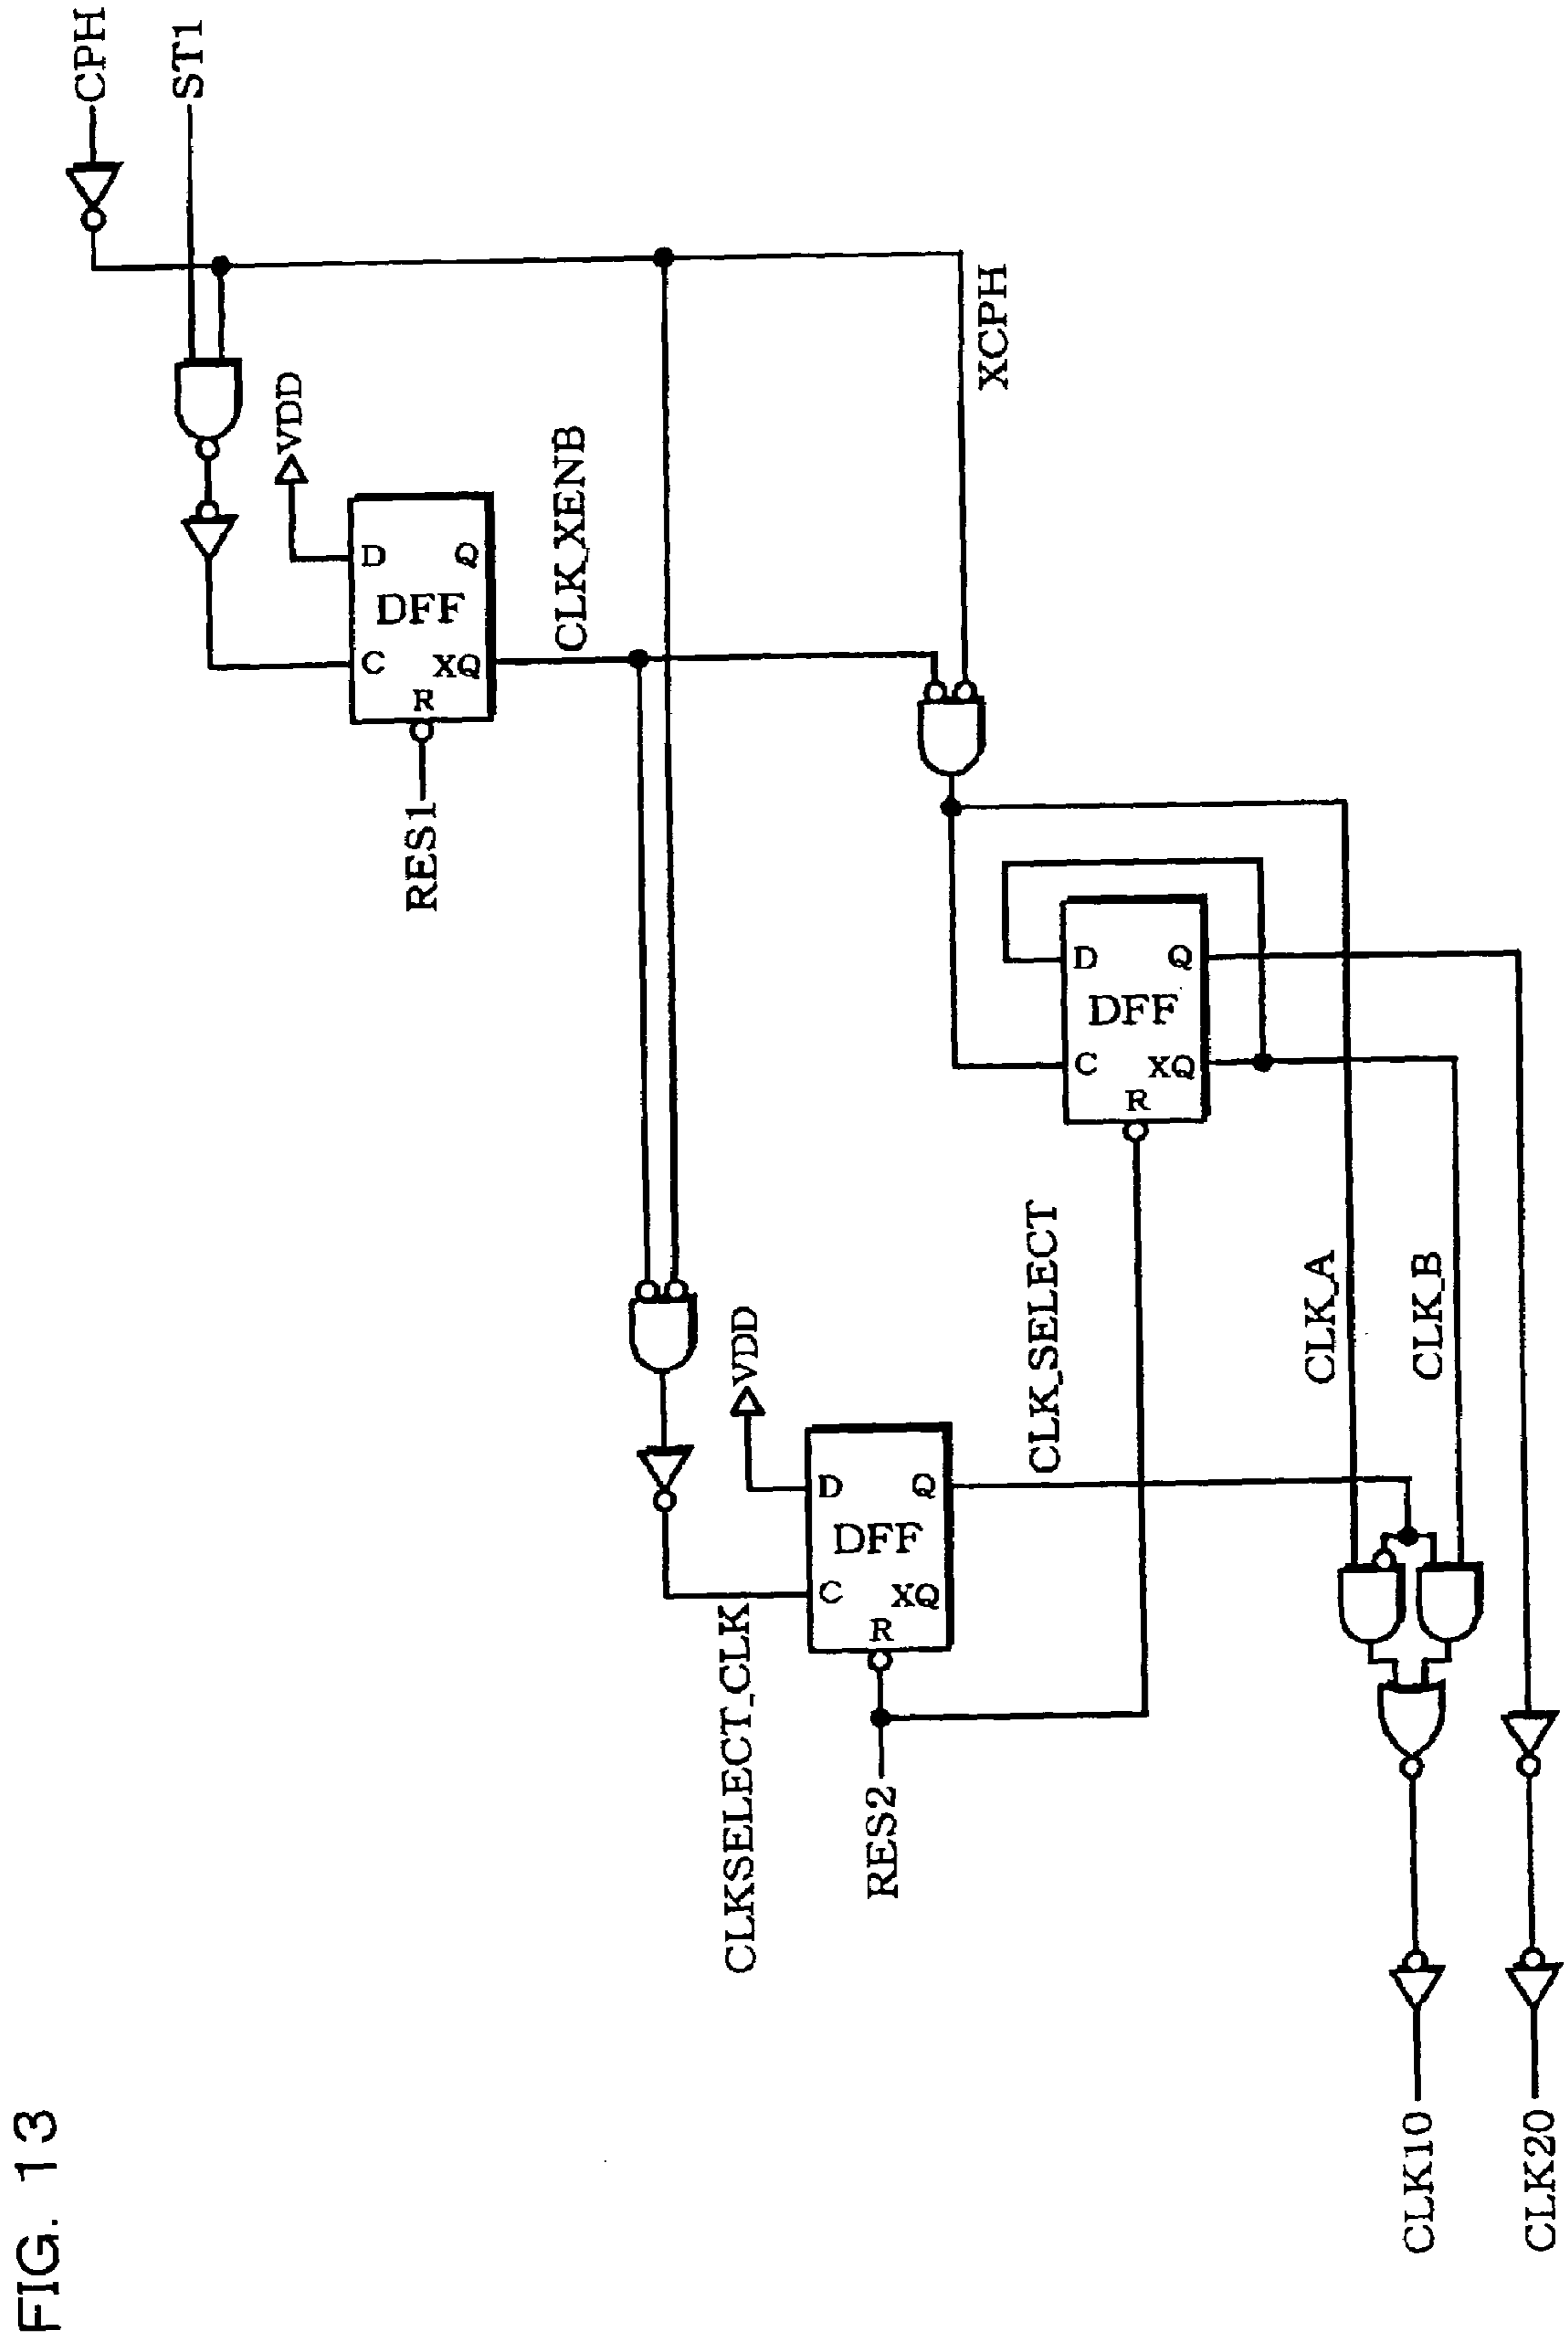 FIG. 13
CPH
ST1
VDD
D
Q
DFF
C
XQ
R
RES1
CLK_XENB
XCPH
D
Q
DFF
C
XQ
R
CLK_SELECT
CLK_A
CLK_B
VDD
D
Q
DFF
C
XQ
R
CLKSELECT_CLK
RES2
CLK10
CLK20